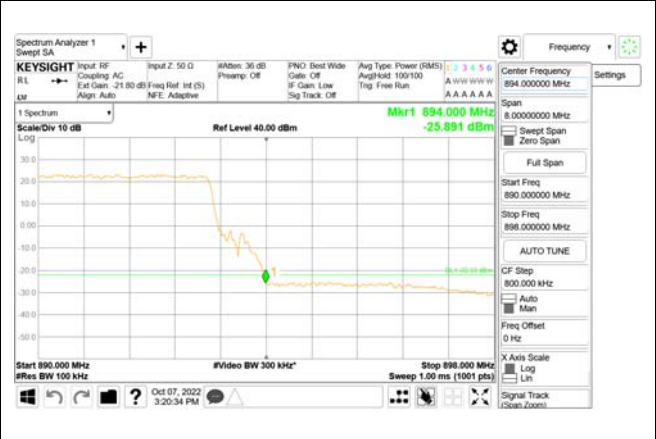 Spectrum Analyzer 1
Swept SA
Frequency
KEYSIGHT
Input: RF
Input Z: 50 Ω
#Atten: 36 dB
PNO: Best Wide
Avg Type: Power (RMS)
1 2 3 4 5 6
RL
Coupling: AC
Preamp: Off
Gate: Off
Avg|Hold: 100/100
A W W W W W
Ext Gain: -21.80 dB
Freq Ref: Int (S)
IF Gain: Low
Trig: Free Run
Align: Auto
NFE: Adaptive
Sig Track: Off
A A A A A A
1 Spectrum
Mkr1 894.000 MHz
Scale/Div 10 dB
Ref Level 40.00 dBm
-25.891 dBm
Log
30.0
20.0
10.0
0.00
-10.0
-20.0
-30.0
-40.0
-50.0
1
Start 890.000 MHz
#Video BW 300 kHz*
Stop 898.000 MHz
#Res BW 100 kHz
Sweep 1.00 ms (1001 pts)
Center Frequency
894.000000 MHz
Settings
Span
8.00000000 MHz
Swept Span
Zero Span
Full Span
Start Freq
890.000000 MHz
Stop Freq
898.000000 MHz
AUTO TUNE
CF Step
800.000 kHz
Auto
Man
Freq Offset
0 Hz
X Axis Scale
Log
Lin
Signal Track
(Span Zoom)
?
Oct 07, 2022
3:20:34 PM